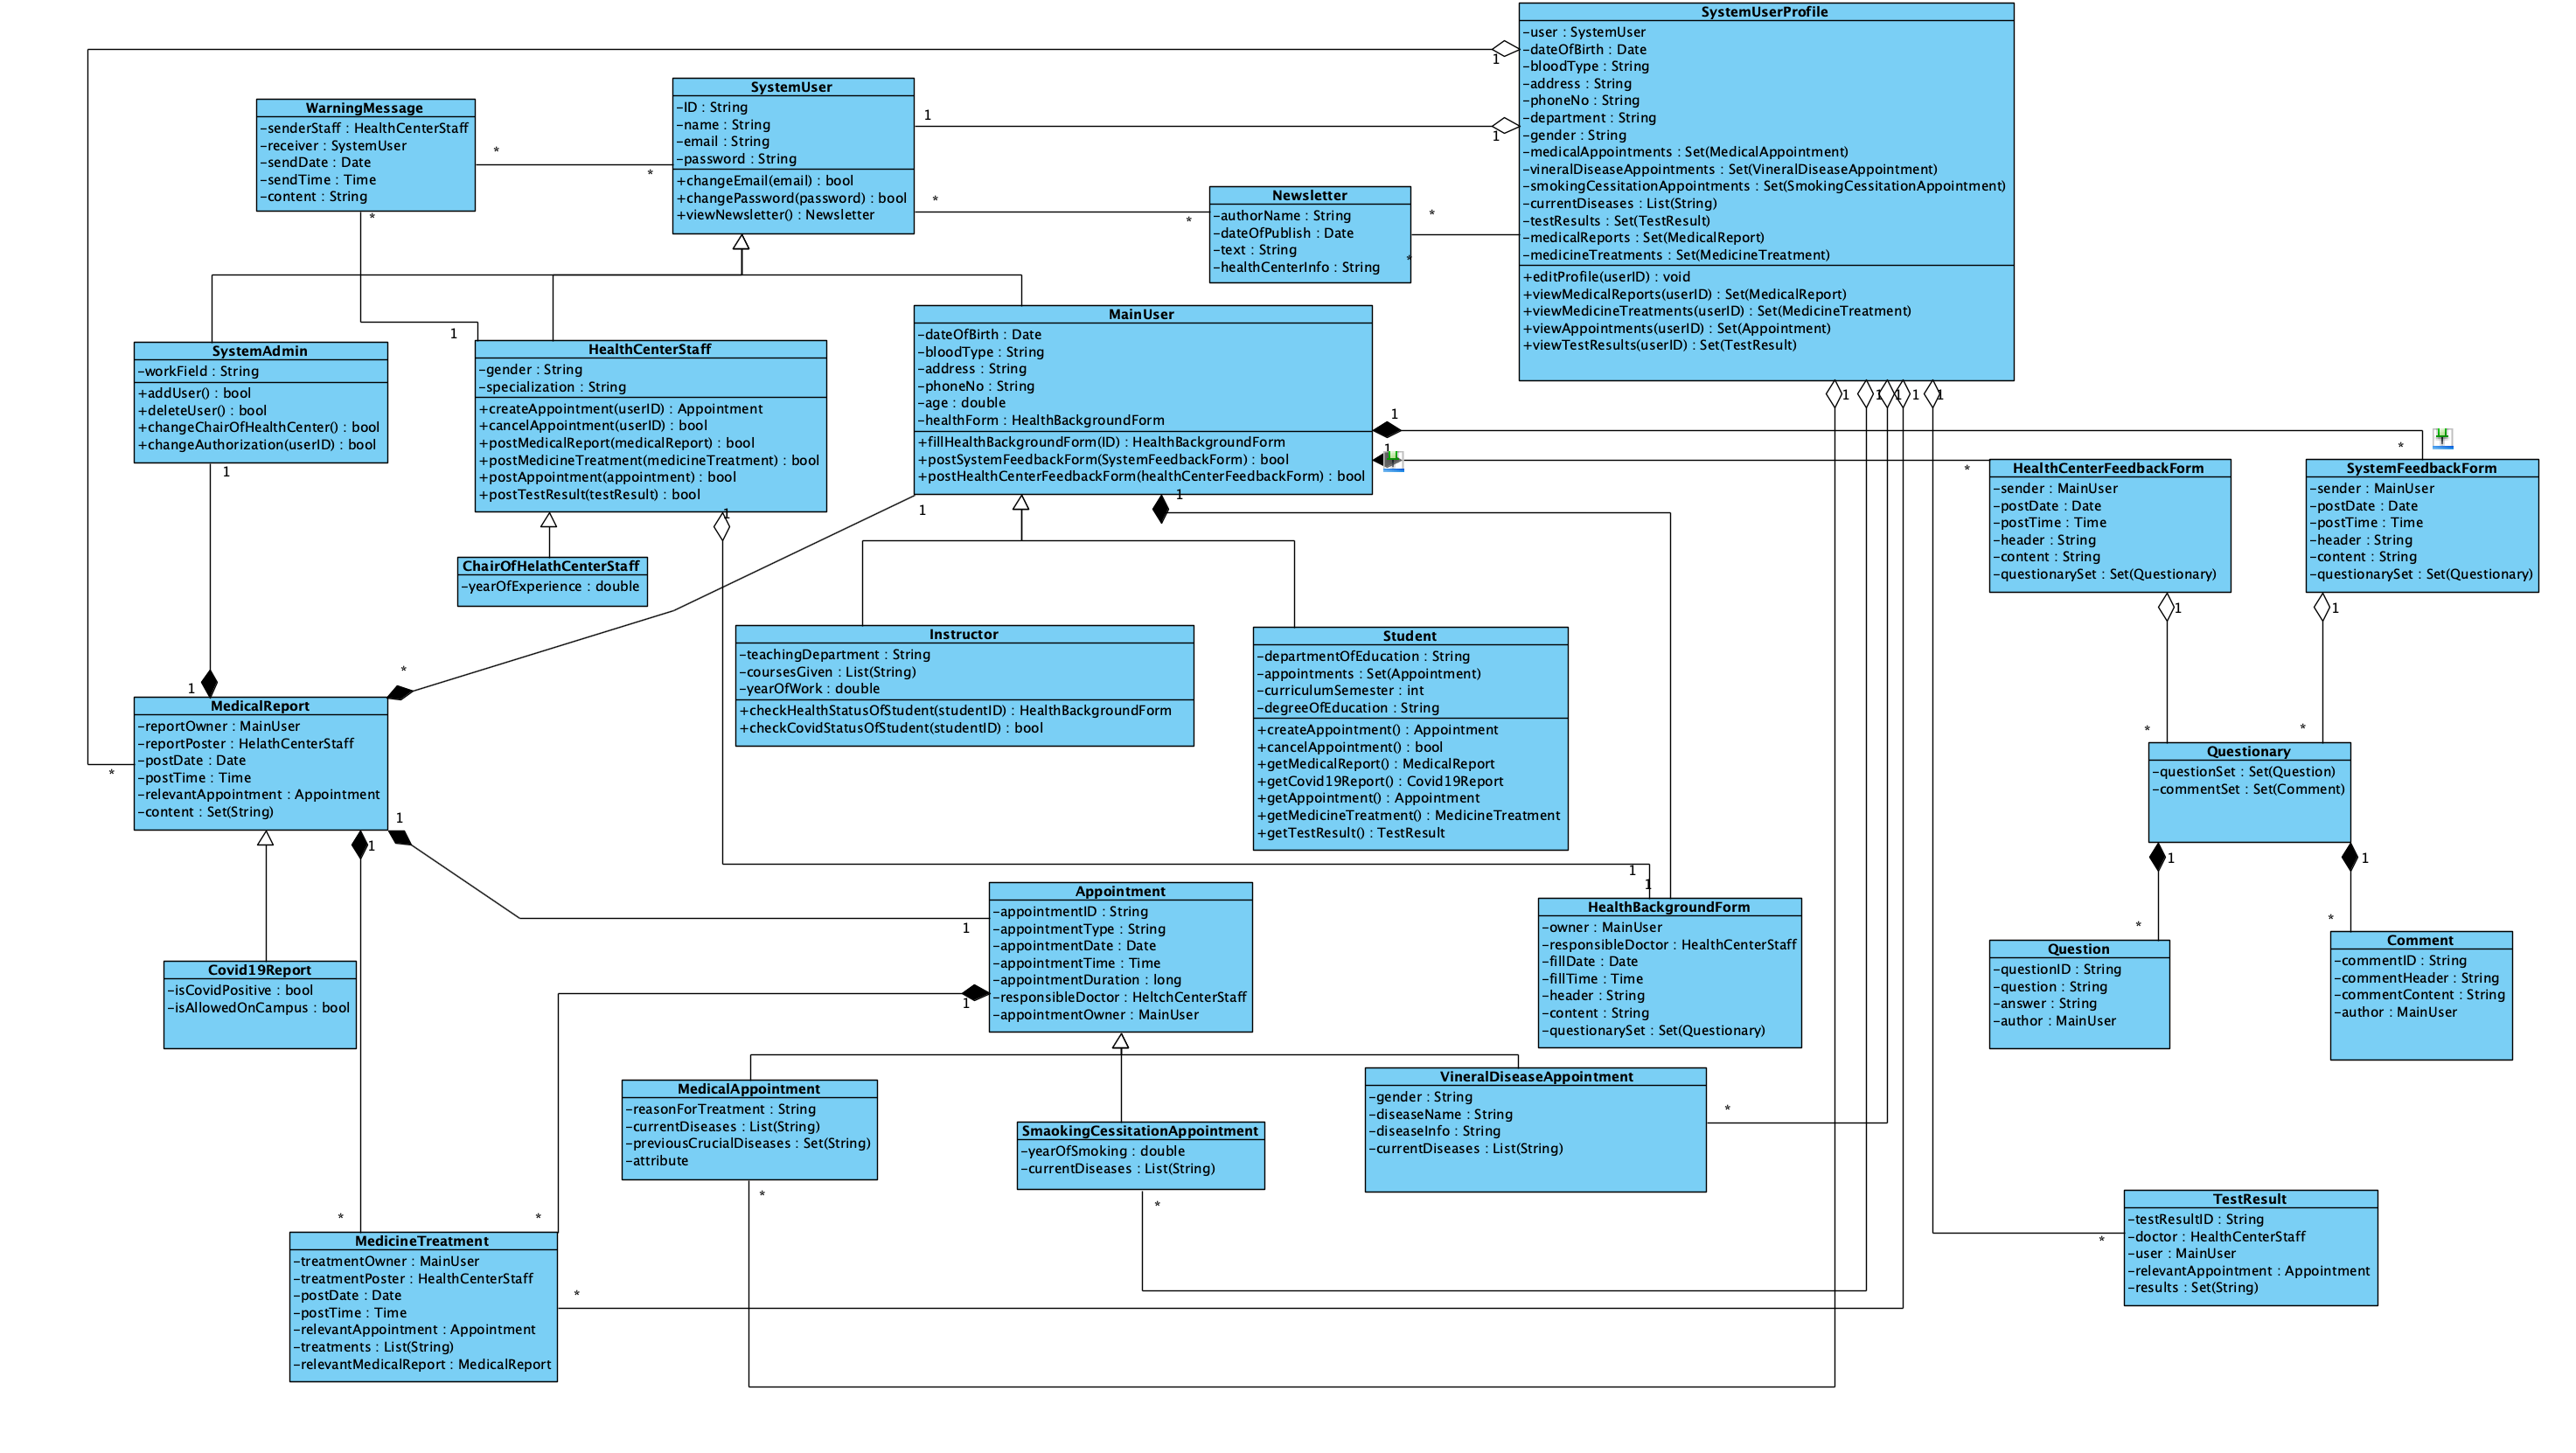 SystemUserProfile
-user : SystemUser
-dateOfBirth : Date
-bloodType : String
-address : String
-phoneNo : String
-department : String
-gender : String
-medicalAppointments : Set(MedicalAppointment)
-vineralDiseaseAppointments : Set(VineralDiseaseAppointment)
-smokingCessitationAppointments : Set(SmokingCessitationAppointment)
-currentDiseases : List(String)
-testResults : Set(TestResult)
-medicalReports : Set(MedicalReport)
-medicineTreatments : Set(MedicineTreatment)
+editProfile(userID) : void
+viewMedicalReports(userID) : Set(MedicalReport)
+viewMedicineTreatments(userID) : Set(MedicineTreatment)
+viewAppointments(userID) : Set(Appointment)
+viewTestResults(userID) : Set(TestResult)
1
1
1
1 1 1 1 1
SystemUser
-ID : String
-name : String
-email : String
-password : String
+changeEmail(email) : bool
+changePassword(password) : bool
+viewNewsletter() : Newsletter
WarningMessage
-senderStaff : HealthCenterStaff
-receiver : SystemUser
-sendDate : Date
-sendTime : Time
-content : String
*
*
*
1
Newsletter
-authorName : String
-dateOfPublish : Date
-text : String
-healthCenterInfo : String
*
*
*
*
SystemAdmin
-workField : String
+addUser() : bool
+deleteUser() : bool
+changeChairOfHealthCenter() : bool
+changeAuthorization(userID) : bool
1
HealthCenterStaff
-gender : String
-specialization : String
+createAppointment(userID) : Appointment
+cancelAppointment(userID) : bool
+postMedicalReport(medicalReport) : bool
+postMedicineTreatment(medicineTreatment) : bool
+postAppointment(appointment) : bool
+postTestResult(testResult) : bool
1
MainUser
-dateOfBirth : Date
-bloodType : String
-address : String
-phoneNo : String
-age : double
-healthForm : HealthBackgroundForm
+fillHealthBackgroundForm(ID) : HealthBackgroundForm
+postSystemFeedbackForm(SystemFeedbackForm) : bool
+postHealthCenterFeedbackForm(healthCenterFeedbackForm) : bool
1
1
1
1
*
*
HealthCenterFeedbackForm
-sender : MainUser
-postDate : Date
-postTime : Time
-header : String
-content : String
-questionarySet : Set(Questionary)
1
SystemFeedbackForm
-sender : MainUser
-postDate : Date
-postTime : Time
-header : String
-content : String
-questionarySet : Set(Questionary)
1
ChairOfHelathCenterStaff
-yearOfExperience : double
Instructor
-teachingDepartment : String
-coursesGiven : List(String)
-yearOfWork : double
+checkHealthStatusOfStudent(studentID) : HealthBackgroundForm
+checkCovidStatusOfStudent(studentID) : bool
Student
-departmentOfEducation : String
-appointments : Set(Appointment)
-curriculumSemester : int
-degreeOfEducation : String
+createAppointment() : Appointment
+cancelAppointment() : bool
+getMedicalReport() : MedicalReport
+getCovid19Report() : Covid19Report
+getAppointment() : Appointment
+getMedicineTreatment() : MedicineTreatment
+getTestResult() : TestResult
*
1
MedicalReport
-reportOwner : MainUser
-reportPoster : HelathCenterStaff
-postDate : Date
-postTime : Time
-relevantAppointment : Appointment
-content : Set(String)
*
1
1
*
*
Questionary
-questionSet : Set(Question)
-commentSet : Set(Comment)
1
1
Appointment
-appointmentID : String
-appointmentType : String
-appointmentDate : Date
-appointmentTime : Time
-appointmentDuration : long
-responsibleDoctor : HeltchCenterStaff
-appointmentOwner : MainUser
1
1
1
1
HealthBackgroundForm
-owner : MainUser
-responsibleDoctor : HealthCenterStaff
-fillDate : Date
-fillTime : Time
-header : String
-content : String
-questionarySet : Set(Questionary)
*
*
Question
-questionID : String
-question : String
-answer : String
-author : MainUser
Comment
-commentID : String
-commentHeader : String
-commentContent : String
-author : MainUser
Covid19Report
-isCovidPositive : bool
-isAllowedOnCampus : bool
MedicalAppointment
-reasonForTreatment : String
-currentDiseases : List(String)
-previousCrucialDiseases : Set(String)
-attribute
*
SmaokingCessitationAppointment
-yearOfSmoking : double
-currentDiseases : List(String)
*
VineralDiseaseAppointment
-gender : String
-diseaseName : String
-diseaseInfo : String
-currentDiseases : List(String)
*
*
*
MedicineTreatment
-treatmentOwner : MainUser
-treatmentPoster : HealthCenterStaff
-postDate : Date
-postTime : Time
-relevantAppointment : Appointment
-treatments : List(String)
-relevantMedicalReport : MedicalReport
*
TestResult
-testResultID : String
-doctor : HealthCenterStaff
-user : MainUser
-relevantAppointment : Appointment
-results : Set(String)
*